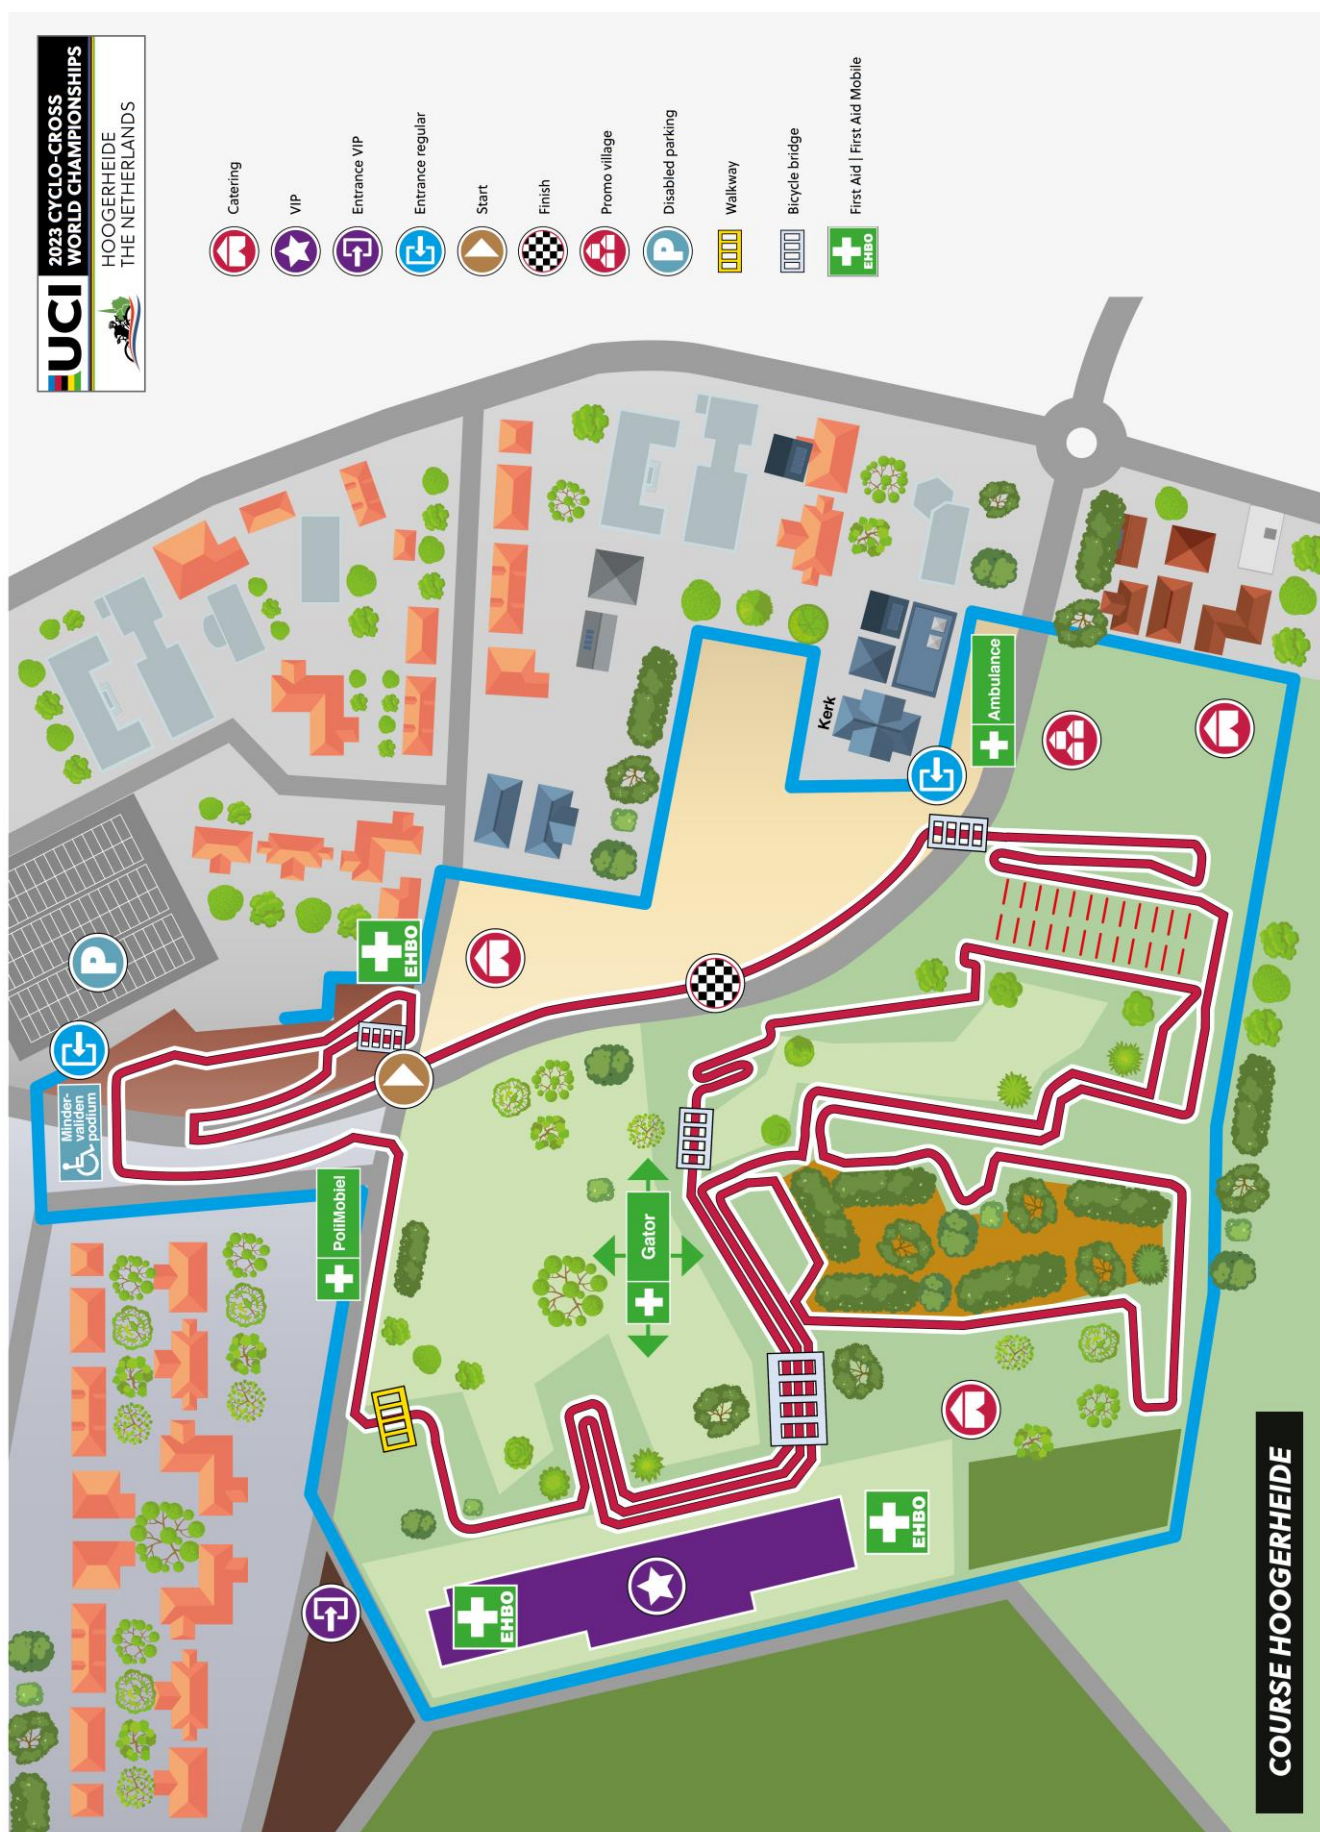 UCI
2023 CYCLO-CROSS
WORLD CHAMPIONSHIPS
HOOGERHEIDE
THE NETHERLANDS
Catering
VIP
Entrance VIP
Entrance regular
Start
Finish
Promo village
P
Disabled parking
Walkway
Bicycle bridge
EHBO
First Aid | First Aid Mobile
P
Minder-
validen
podium
EHBO
PoliMobiel
Kerk
Ambulance
Gator
EHBO
EHBO
COURSE HOOGERHEIDE